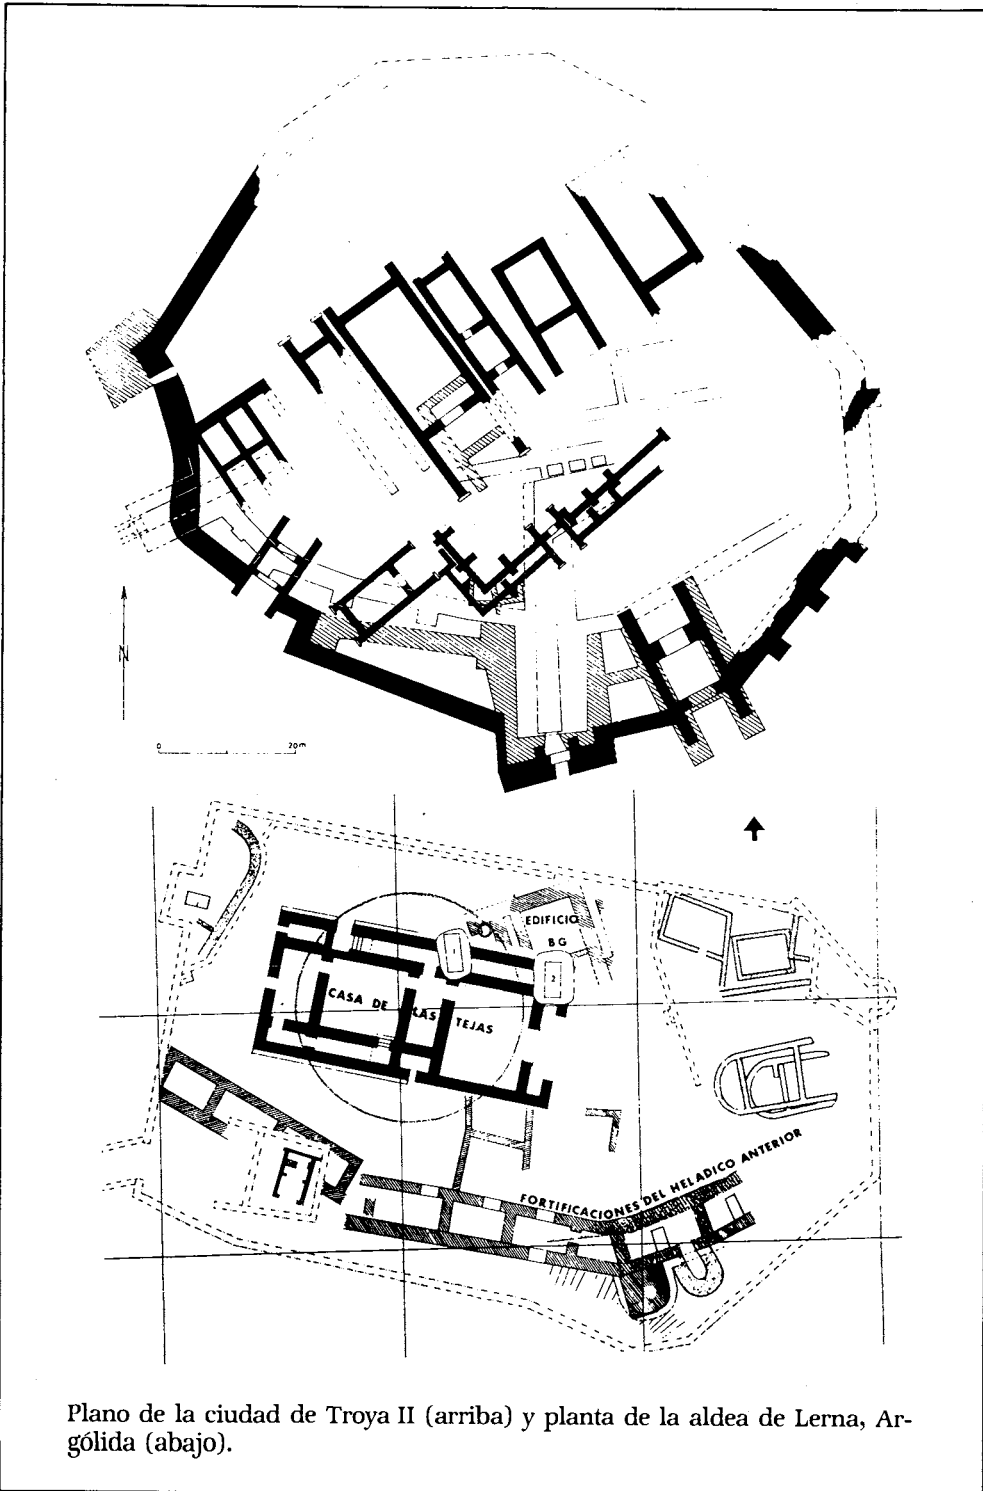 N
0 20m
EDIFICIO
BG
1
2
CASA DE LAS TEJAS
FORTIFICACIONES DEL HELADICO ANTERIOR
Plano de la ciudad de Troya II (arriba) y planta de la aldea de Lerna, Ar-
gólida (abajo).